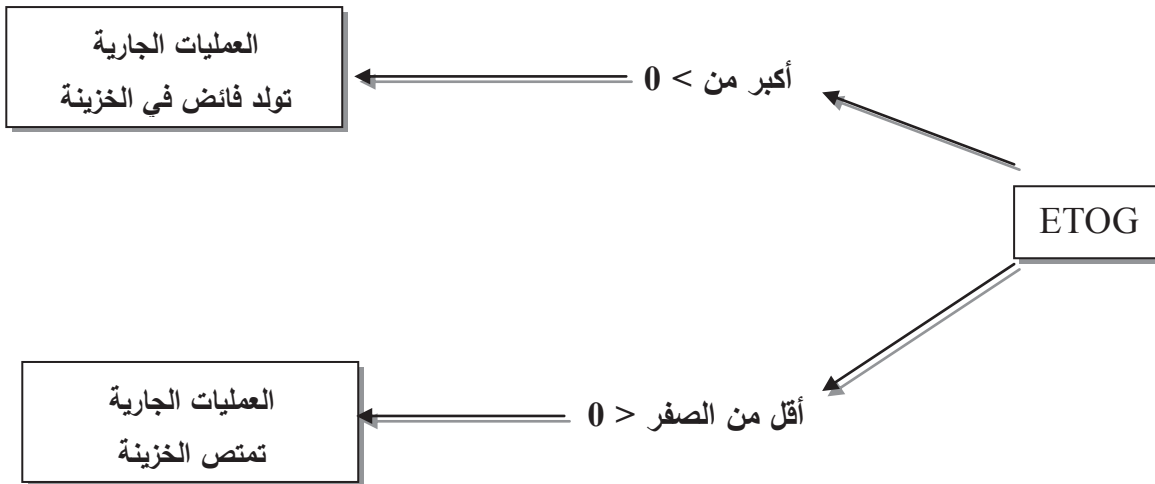 العمليات الجارية
تولد فائض في الخزينة
أكبر من > 0
ETOG
أقل من الصفر < 0
العمليات الجارية
تمتص الخزينة